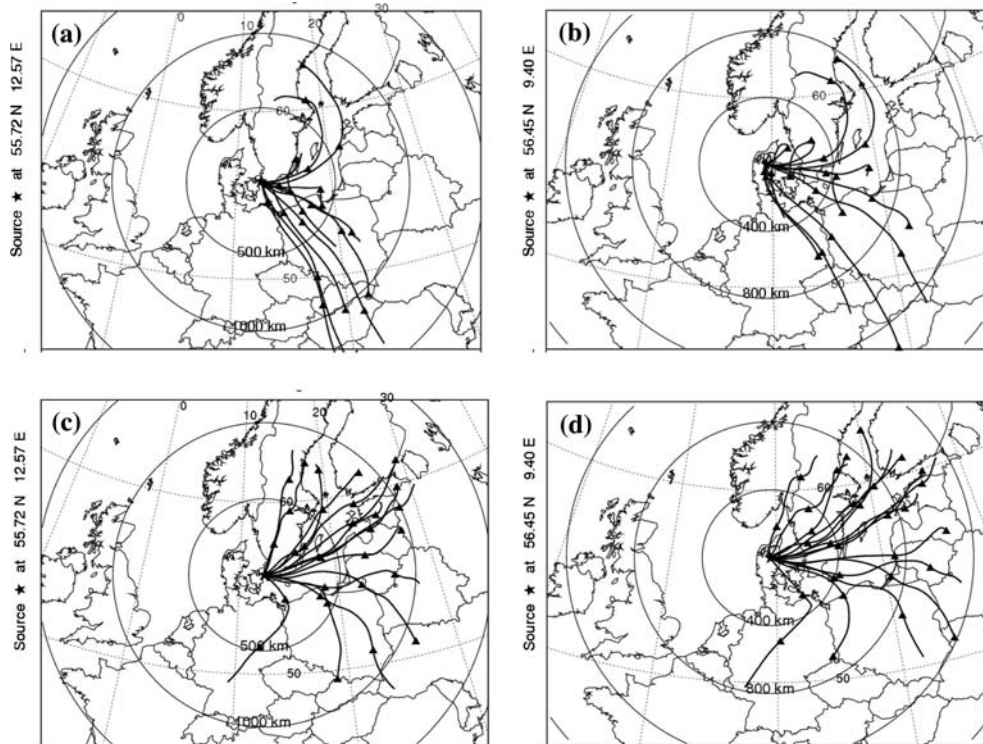 0
10
20
30
(a)
Source ★ at 55.72 N 12.57 E
60
500 km
50
1000 km
(b)
Source ★ at 56.45 N 9.40 E
60
400 km
50
800 km
0
10
20
30
(c)
Source ★ at 55.72 N 12.57 E
60
500 km
50
1000 km
(d)
Source ★ at 56.45 N 9.40 E
60
400 km
50
800 km